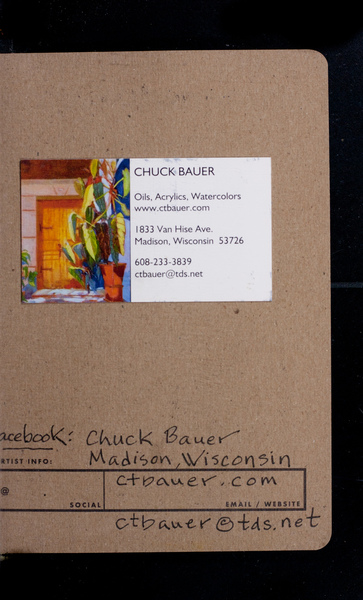 CHUCK BAUER
Oils, Acrylics, Watercolors
www.ctbauer.com
1833 Van Hise Ave.
Madison, Wisconsin 53726
608-233-3839
ctbauer@tds.net
acebook: Chuck Bauer
RTIST INFO: Madison, Wisconsin
ctbauer.com
@ SOCIAL EMAIL / WEBSITE
ctbauer@tds.net